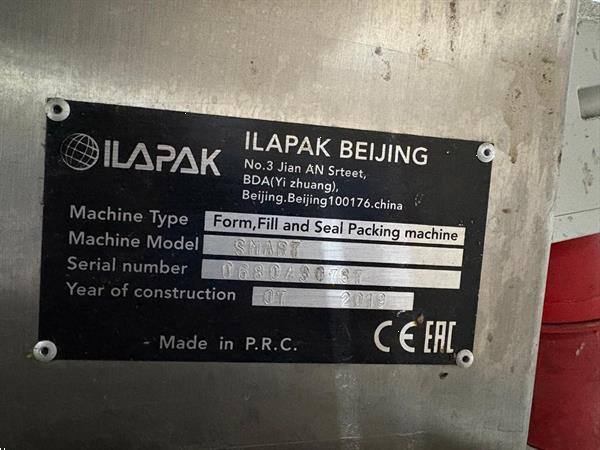 ILAPAK
ILAPAK BEIJING
No.3 Jian AN Srteet,
BDA(Yi zhuang),
Beijing.Beijing100176.china
Machine Type Form,Fill and Seal Packing machine
Machine Model SMART
Serial number
Year of construction 2019
Made in P.R.C. CE EAC